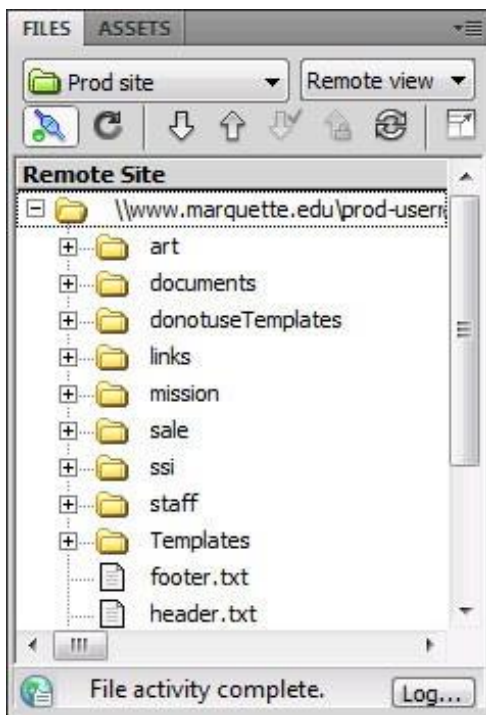 FILES ASSETS
Prod site Remote view
Remote Site
\\www.marquette.edu\prod-user
art
documents
donotuseTemplates
links
mission
sale
ssi
staff
Templates
footer.txt
header.txt
File activity complete. Log...